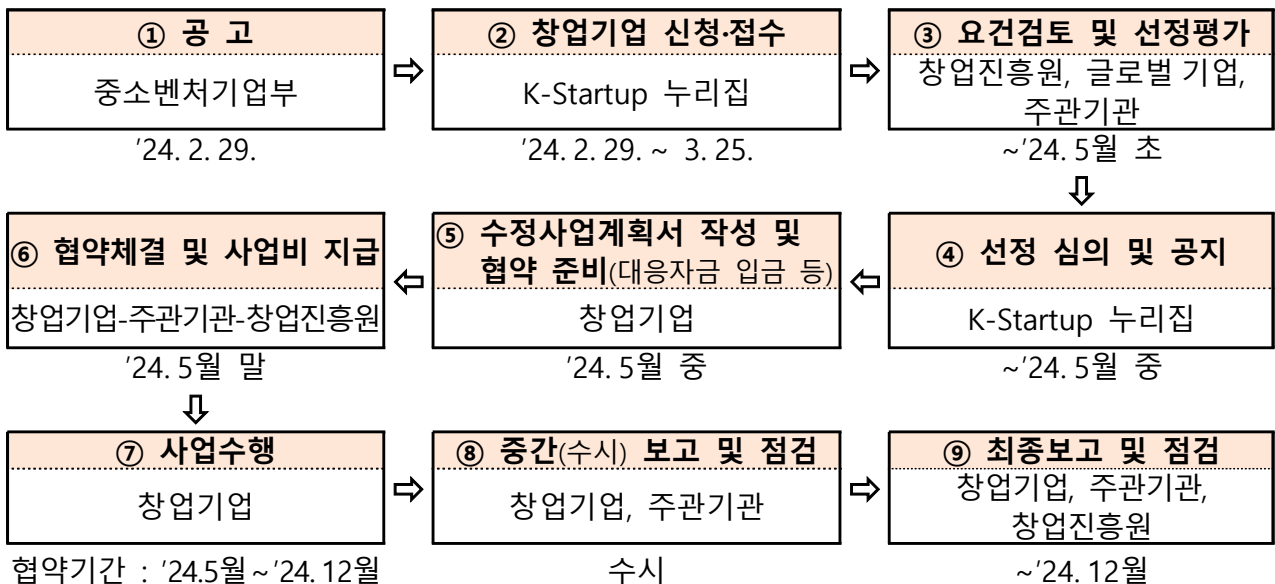 ① 공 고
중소벤처기업부
'24. 2. 29.
⇨
② 창업기업 신청·접수
K-Startup 누리집
'24. 2. 29. ~ 3. 25.
⇨
③ 요건검토 및 선정평가
창업진흥원, 글로벌 기업,
주관기관
~'24. 5월 초
⇩
④ 선정 심의 및 공지
K-Startup 누리집
~'24. 5월 중
⇦
⑤ 수정사업계획서 작성 및
협약 준비(대응자금 입금 등)
창업기업
'24. 5월 중
⇦
⑥ 협약체결 및 사업비 지급
창업기업-주관기관-창업진흥원
'24. 5월 말
⇩
⑦ 사업수행
창업기업
협약기간 : '24.5월~'24. 12월
⇨
⑧ 중간(수시) 보고 및 점검
창업기업, 주관기관
수시
⇨
⑨ 최종보고 및 점검
창업기업, 주관기관,
창업진흥원
~'24. 12월